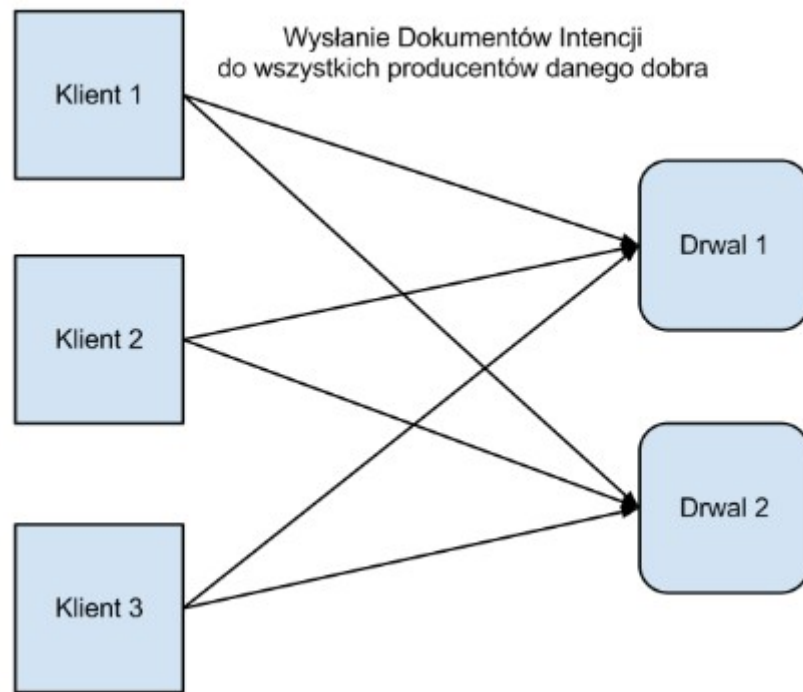 Wysłanie Dokumentów Intencji
do wszystkich producentów danego dobra
Klient 1
Klient 2
Klient 3
Drwal 1
Drwal 2